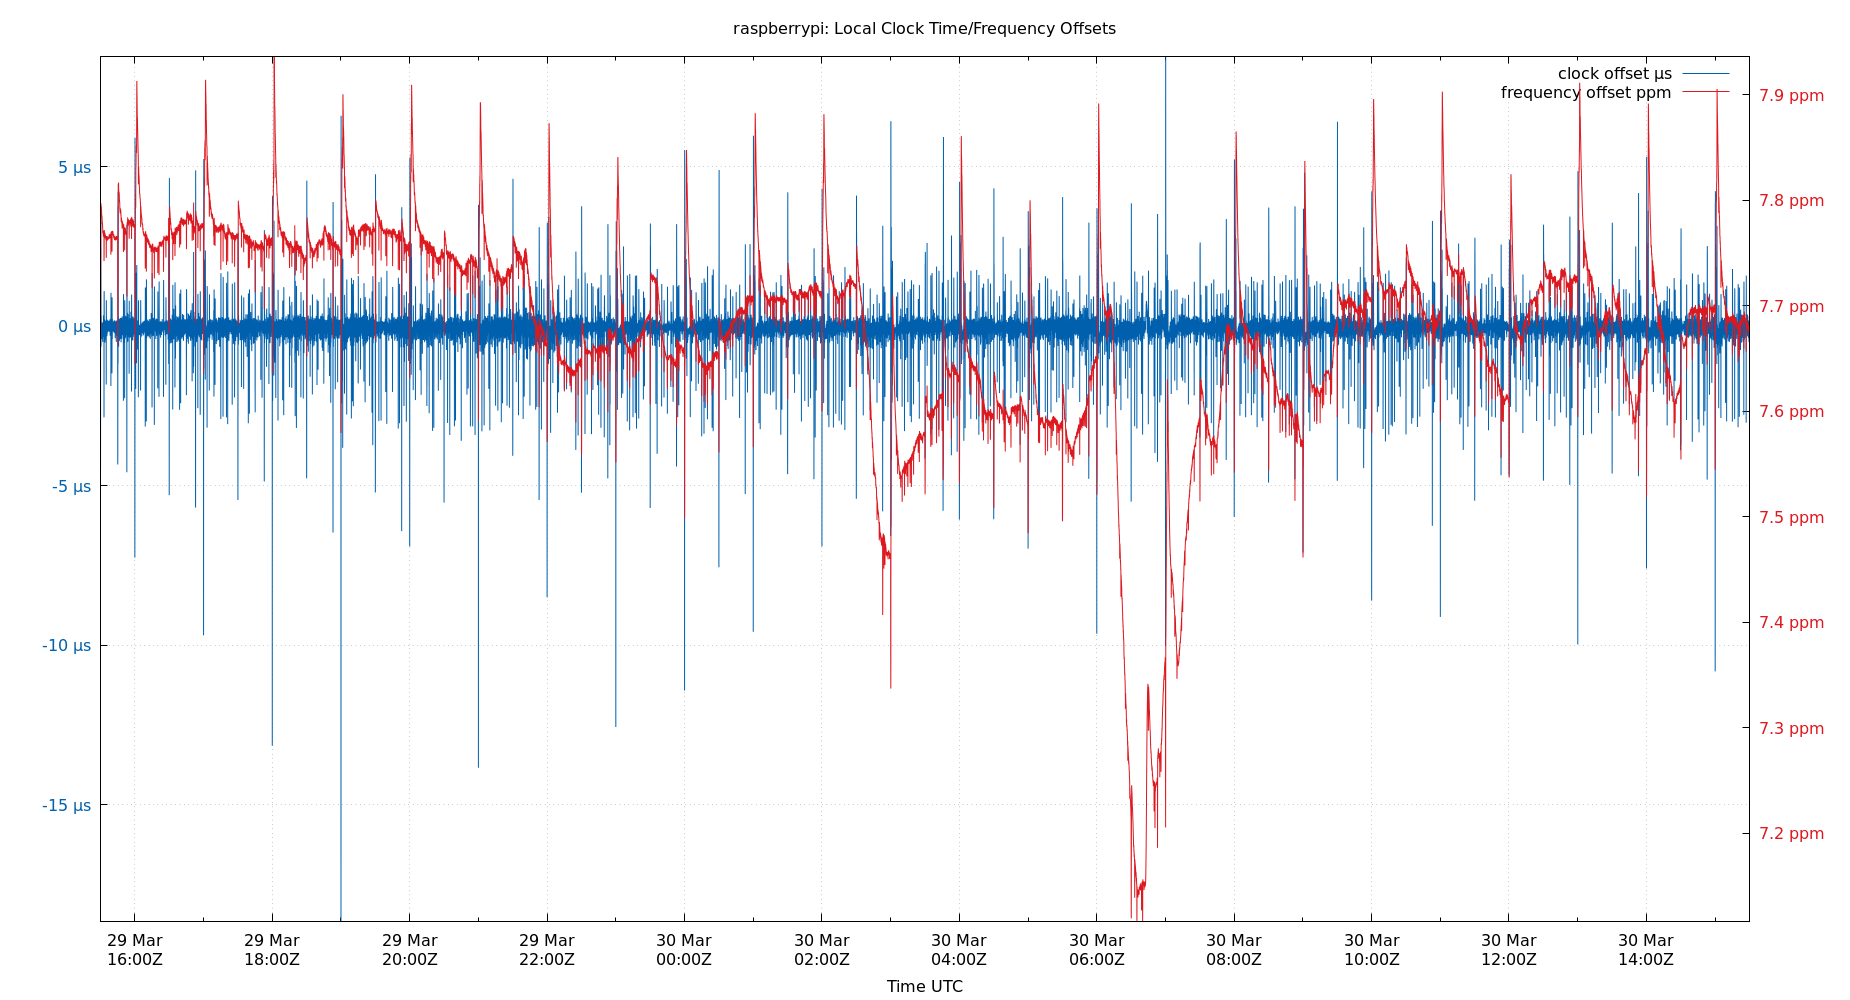 raspberrypi: Local Clock Time/Frequency Offsets
clock offset µs
frequency offset ppm
5 µs
0 µs
-5 µs
-10 µs
-15 µs
7.9 ppm
7.8 ppm
7.7 ppm
7.6 ppm
7.5 ppm
7.4 ppm
7.3 ppm
7.2 ppm
29 Mar 29 Mar 29 Mar 29 Mar 30 Mar 30 Mar 30 Mar 30 Mar 30 Mar 30 Mar 30 Mar 30 Mar
16:00Z 18:00Z 20:00Z 22:00Z 00:00Z 02:00Z 04:00Z 06:00Z 08:00Z 10:00Z 12:00Z 14:00Z
Time UTC